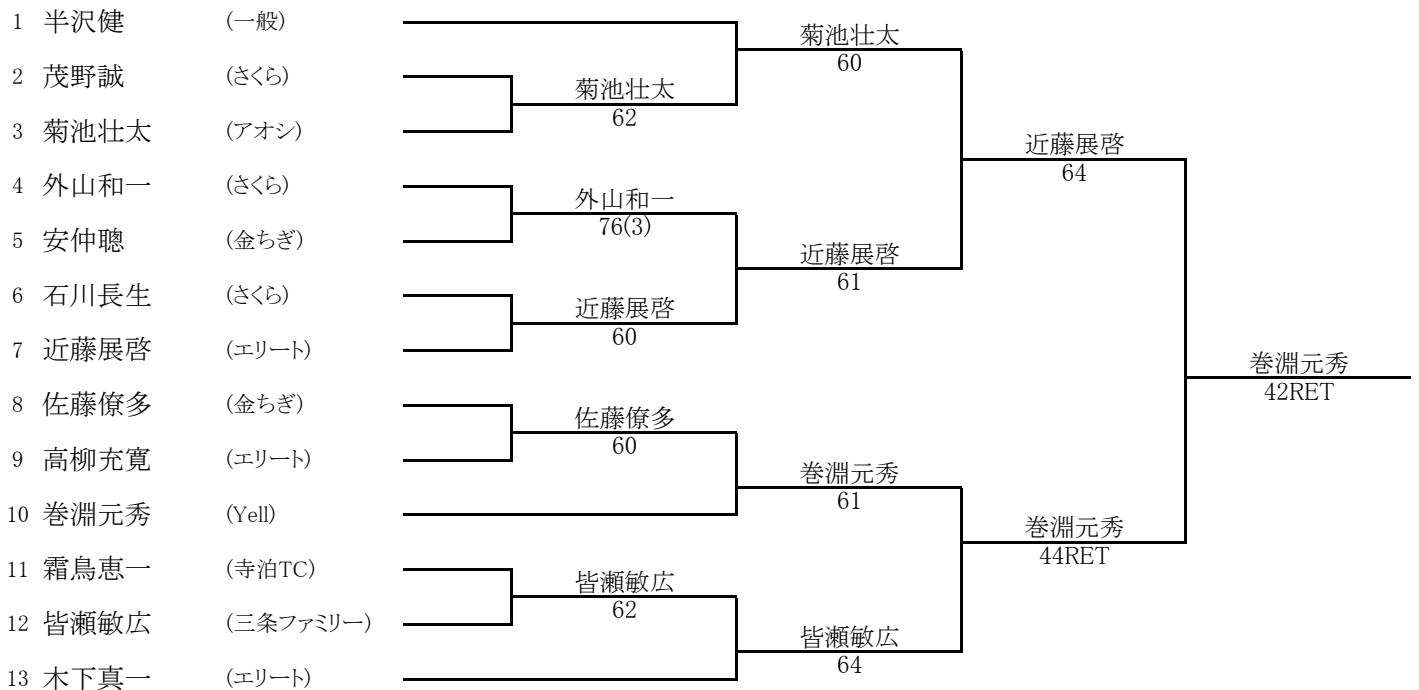 1 半沢健 (一般)
菊池壮太
60
2 茂野誠 (さくら)
菊池壮太
62
3 菊池壮太 (アオシ)
近藤展啓
64
4 外山和一 (さくら)
外山和一
76(3)
5 安仲聰 (金ちぎ)
近藤展啓
61
6 石川長生 (さくら)
近藤展啓
60
7 近藤展啓 (エリート)
巻淵元秀
42RET
8 佐藤僚多 (金ちぎ)
佐藤僚多
60
9 高柳充寛 (エリート)
巻淵元秀
61
10 巻淵元秀 (Yell)
巻淵元秀
44RET
11 霜鳥恵一 (寺泊TC)
皆瀬敏広
62
12 皆瀬敏広 (三条ファミリー)
皆瀬敏広
64
13 木下真一 (エリート)